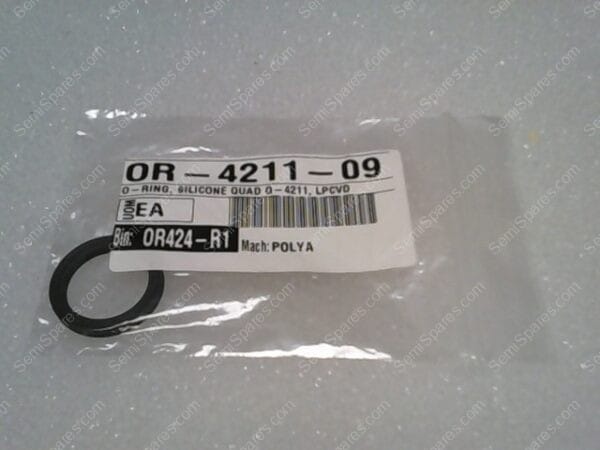 OR-4211-09
O-RING, SILICONE QUAD Q-4211, LPCVD
UOM EA
Bin: OR424-R1 Mach: POLYA
SemiSpares.com